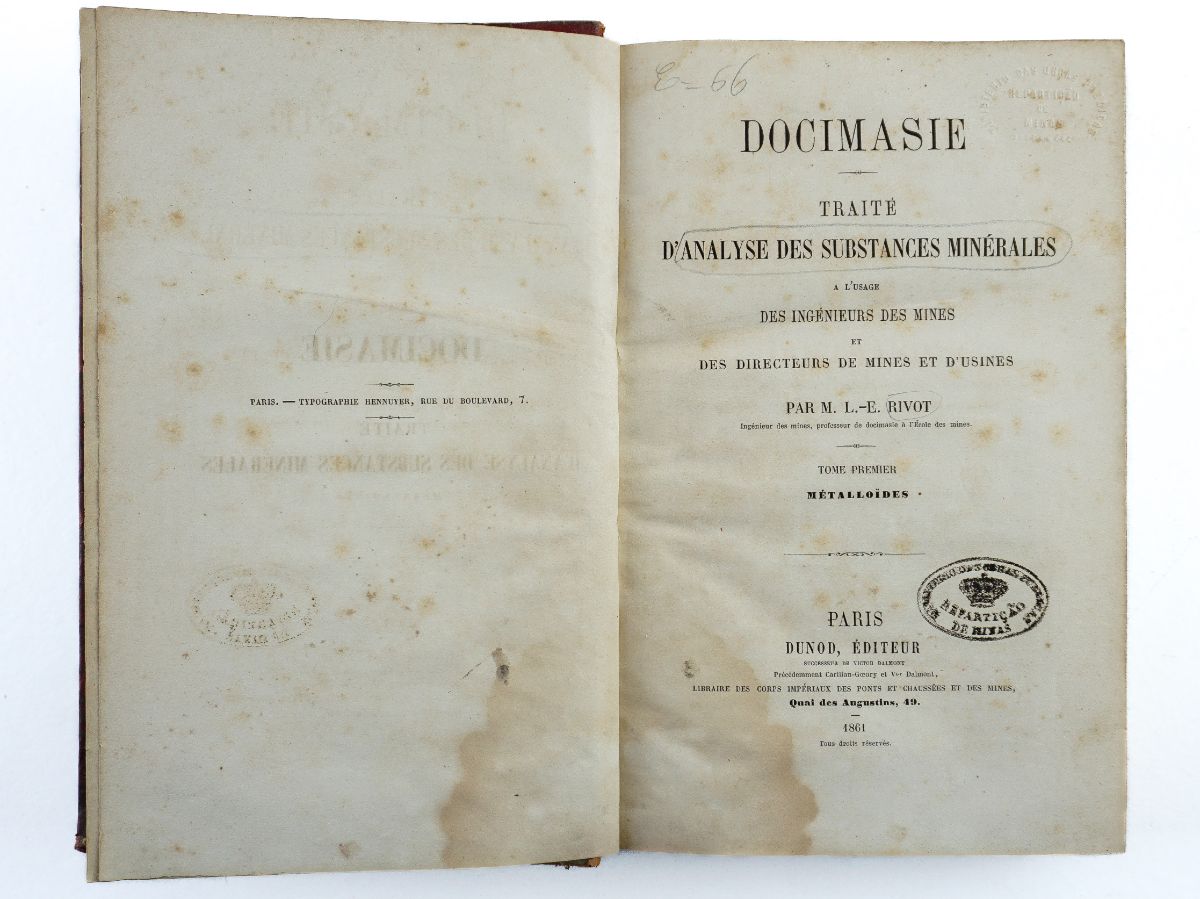 PARIS. — TYPOGRAPHIE HENNUYER, RUE DU BOULEVARD, 7.
E-66
DOCIMASIE
TRAITÉ
D'ANALYSE DES SUBSTANCES MINÉRALES
A L'USAGE
DES INGÉNIEURS DES MINES
ET
DES DIRECTEURS DE MINES ET D'USINES
PAR M. L.-E. RIVOT
Ingénieur des mines, professeur de docimasie à l'École des mines.
TOME PREMIER
MÉTALLOÏDES
PARIS
DUNOD, ÉDITEUR
SUCCESSEUR DE VICTOR DALMONT
Précédemment Carilian-Gœury et Vor Dalmont,
LIBRAIRE DES CORPS IMPÉRIAUX DES PONTS ET CHAUSSÉES ET DES MINES,
Quai des Augustins, 49.
1861
Tous droits réservés.
REPARTIÇÃO
DE MINAS